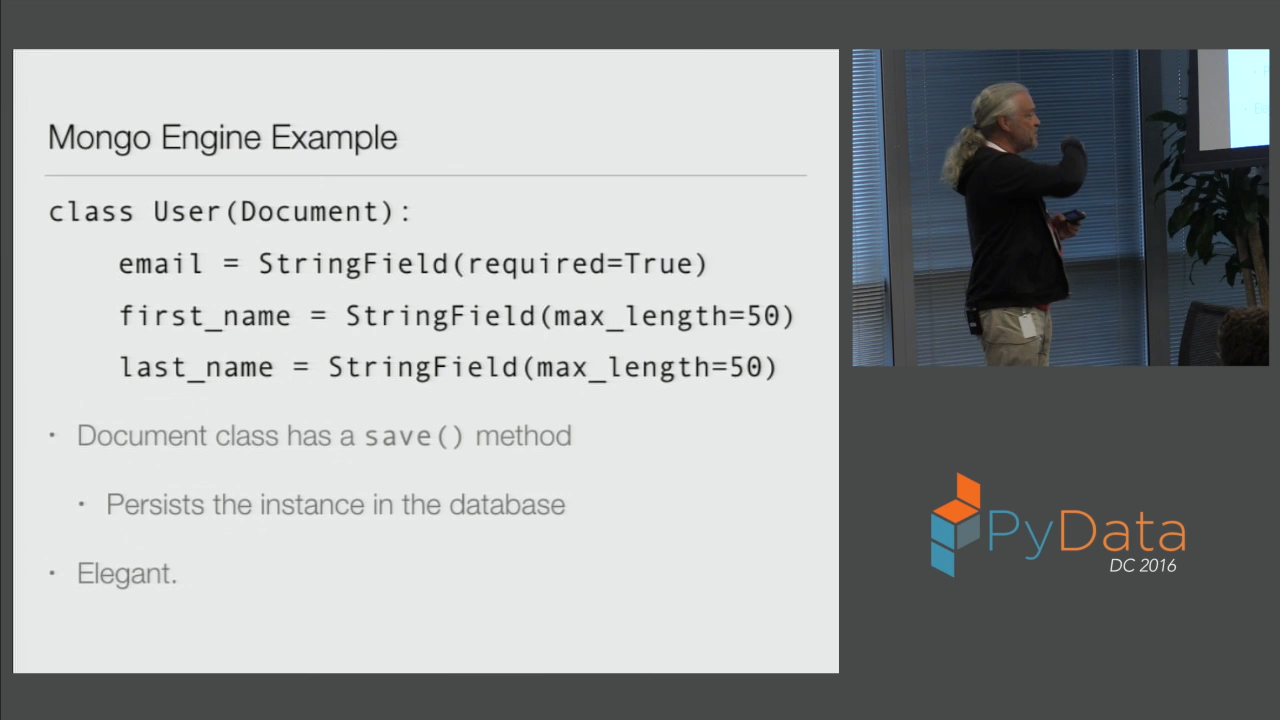 Mongo Engine Example
class User(Document):
email = StringField(required=True)
first_name = StringField(max_length=50)
last_name = StringField(max_length=50)
• Document class has a save() method
• Persists the instance in the database
• Elegant.
PyData
DC 2016